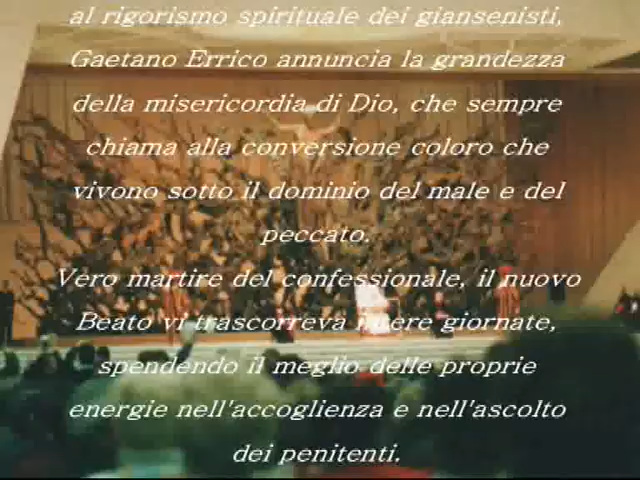 al rigorismo spirituale dei giansenisti,
Gaetano Errico annuncia la grandezza
della misericordia di Dio, che sempre
chiama alla conversione coloro che
vivono sotto il dominio del male e del
peccato.
Vero martire del confessionale, il nuovo
Beato vi trascorreva intere giornate,
spendendo il meglio delle proprie
energie nell'accoglienza e nell'ascolto
dei penitenti.